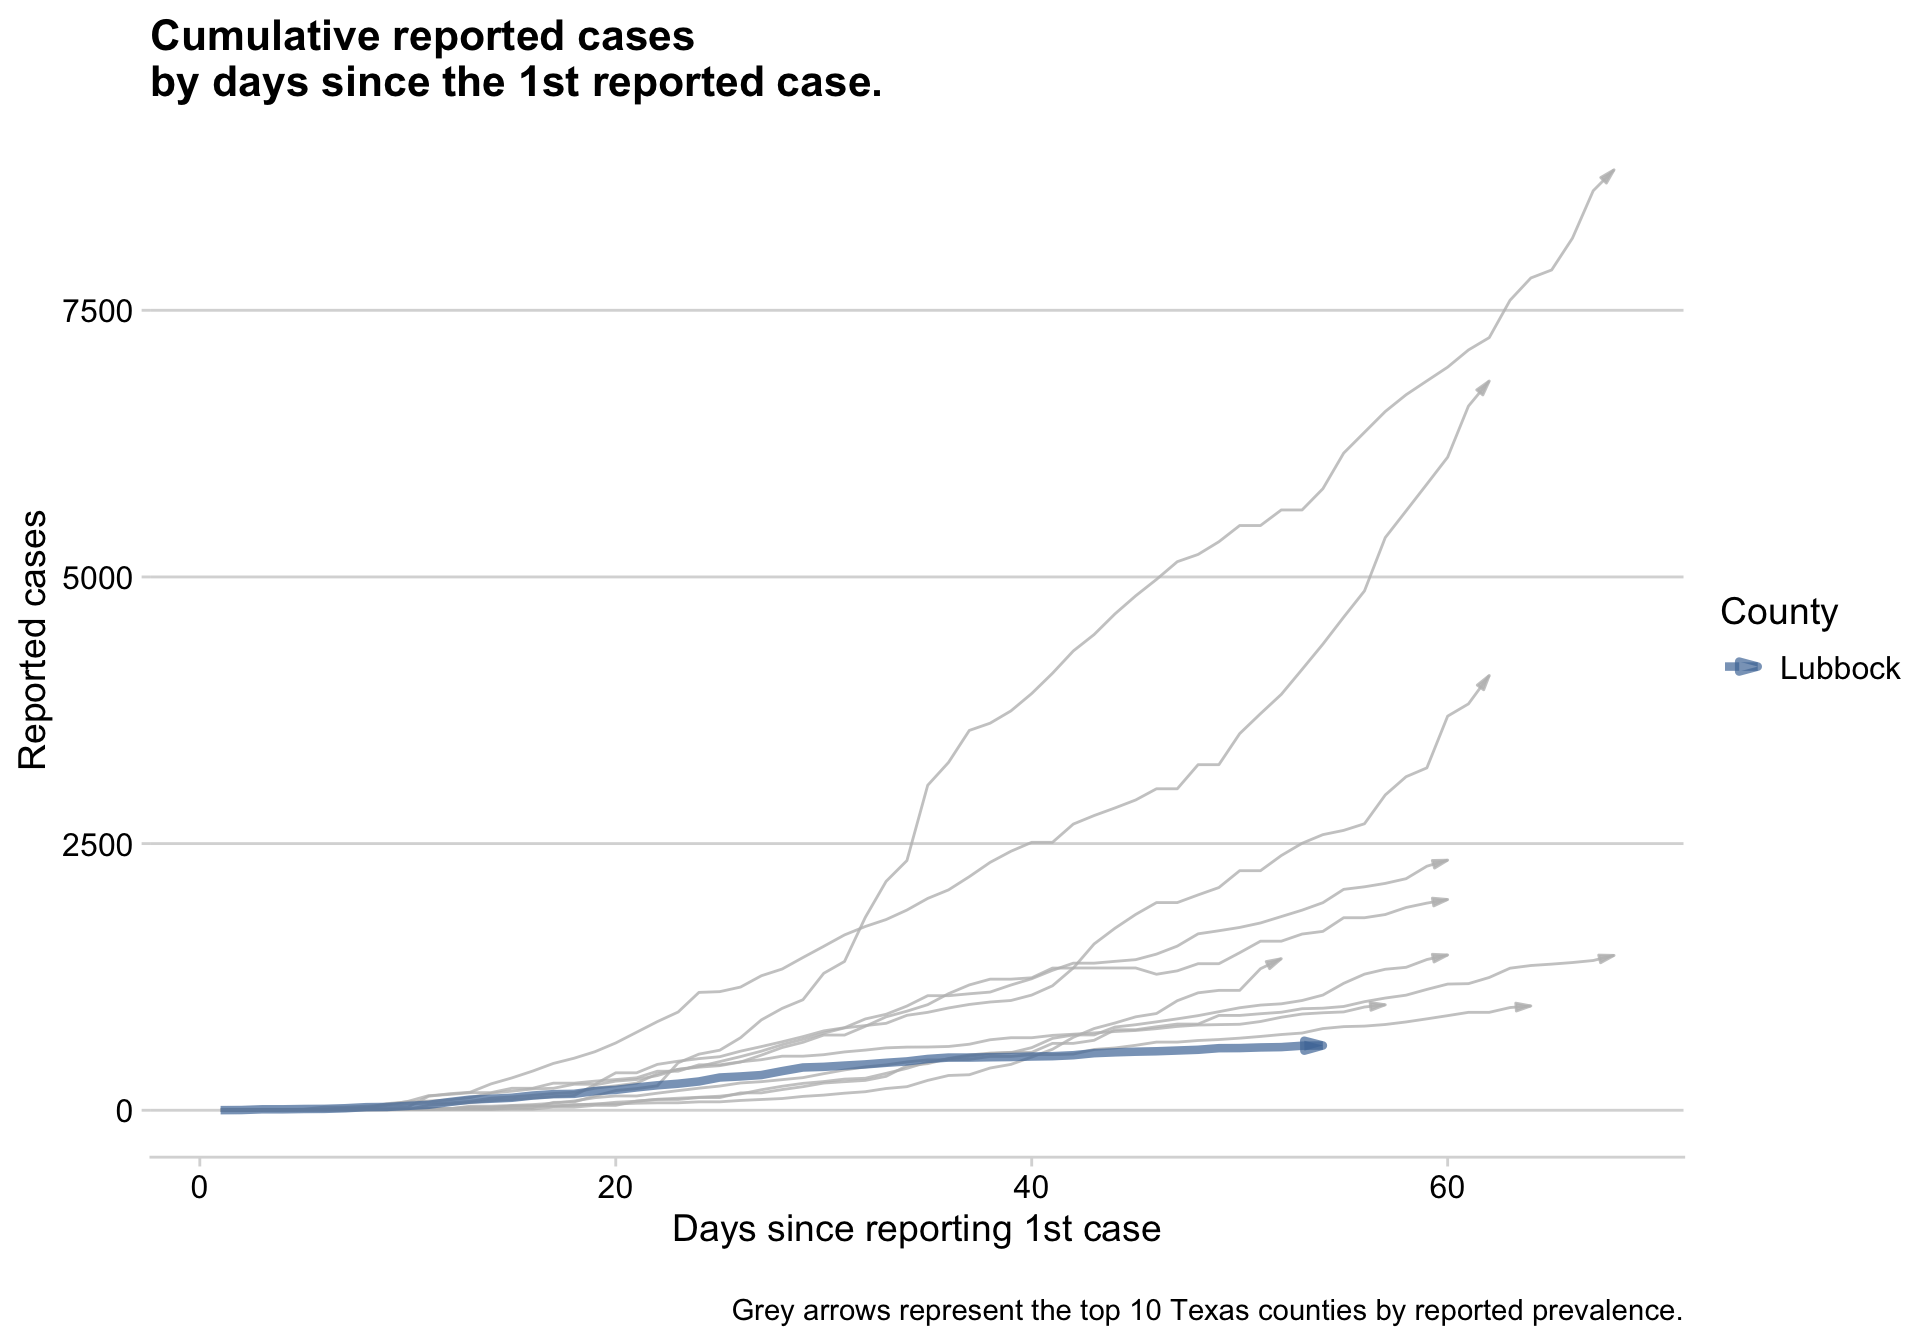 Cumulative reported cases
by days since the 1st reported case.
7500
5000
2500
0
Reported cases
0 20 40 60
Days since reporting 1st case
County
Lubbock
Grey arrows represent the top 10 Texas counties by reported prevalence.